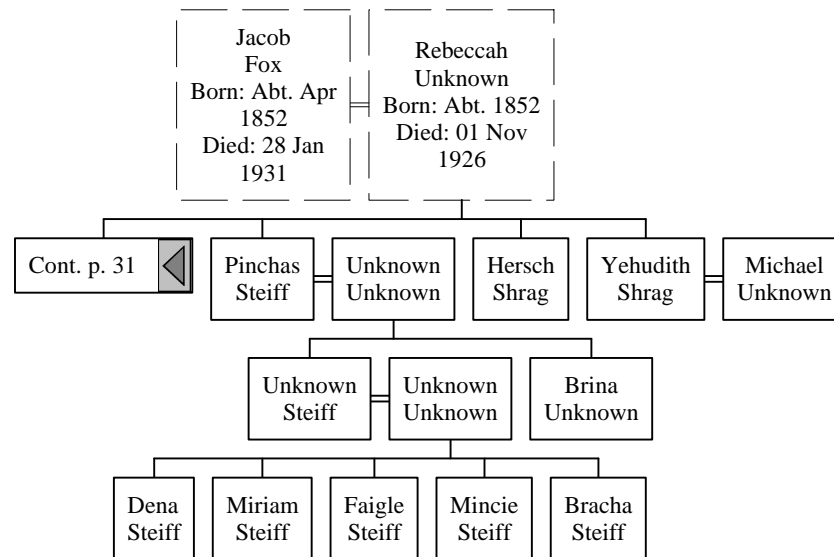 Jacob
Fox
Born: Abt. Apr
1852
Died: 28 Jan
1931
Rebeccah
Unknown
Born: Abt. 1852
Died: 01 Nov
1926
Cont. p. 31
Pinchas
Steiff
Unknown
Unknown
Hersch
Shrag
Yehudith
Shrag
Michael
Unknown
Unknown
Steiff
Unknown
Unknown
Brina
Unknown
Dena
Steiff
Miriam
Steiff
Faigle
Steiff
Mincie
Steiff
Bracha
Steiff